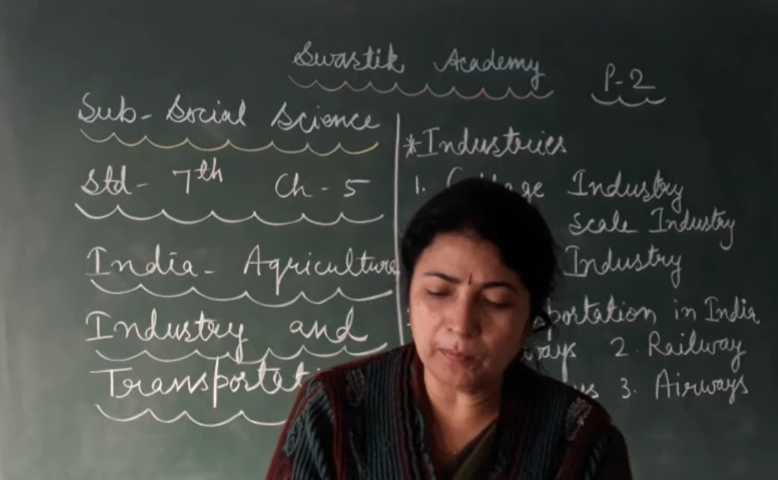 Swastik Academy
P-2
Sub- Social Science
Std- 7th Ch-5
India- Agriculture
Industry and
*Industries
1. Industry
Scale Industry
Industry
in India
2. Railway
3. Airways